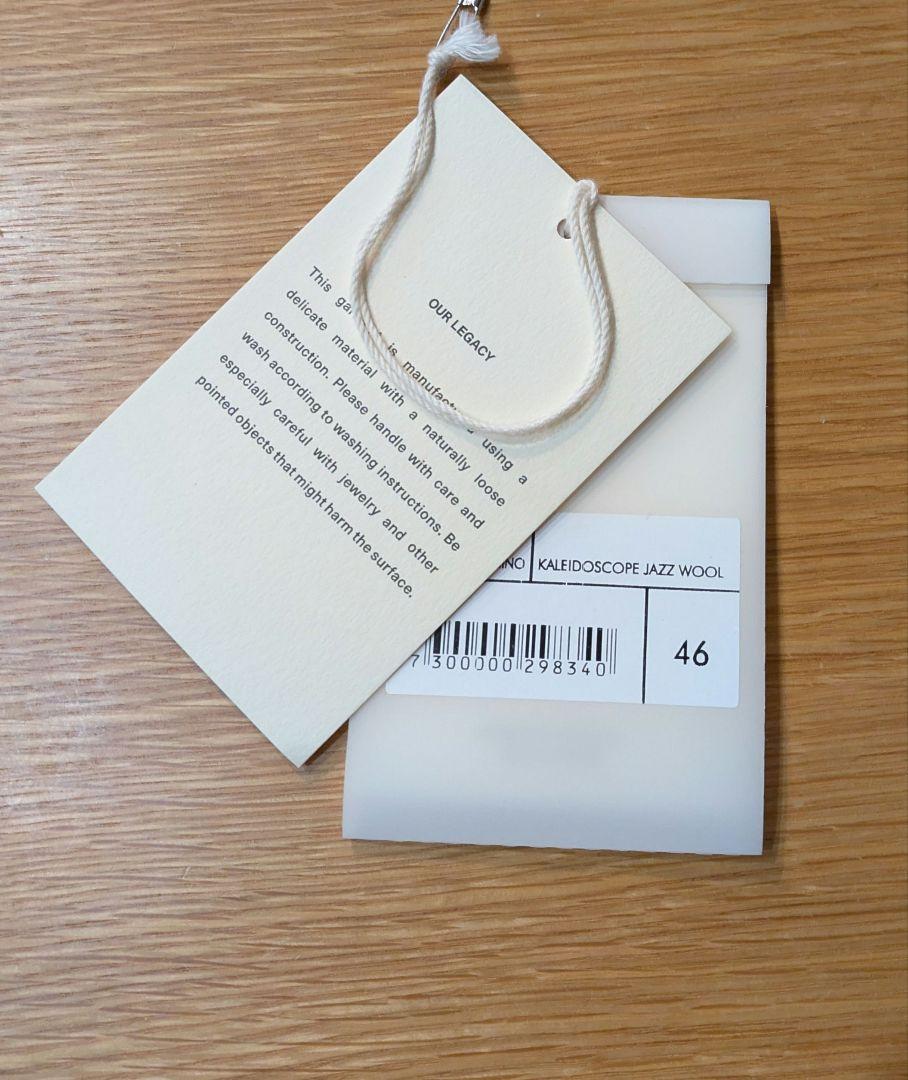 OUR LEGACY
This is manufact using a
delicate material with a naturally loose
construction. Please handle with care and
wash according to washing instructions. Be
especially careful with jewelry and other
pointed objects that might harm the surface.
KALEIDOSCOPE JAZZ WOOL
7 300000 298340
46